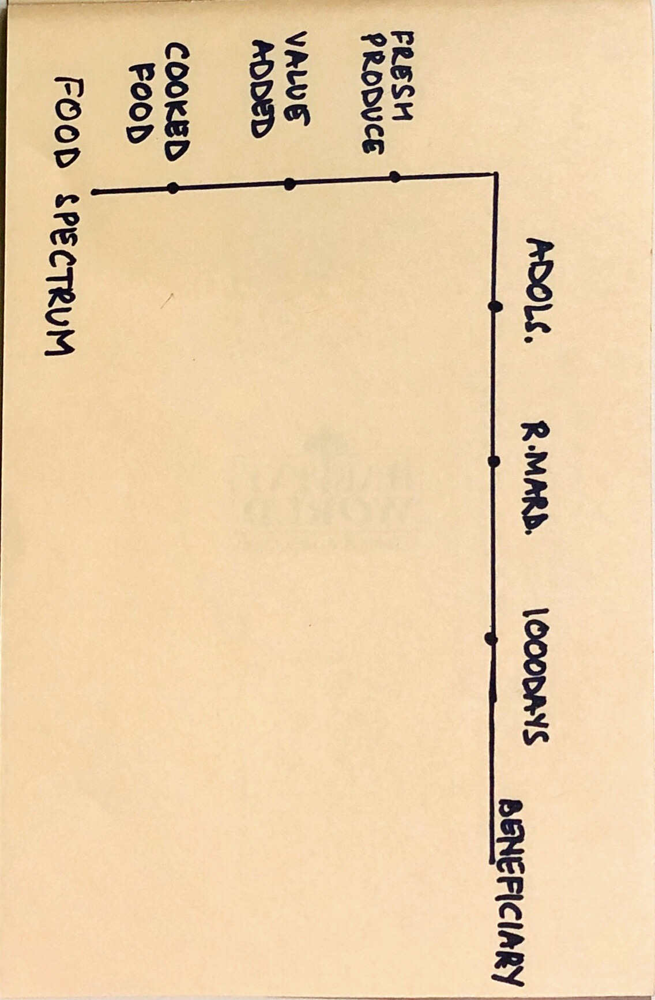 ADOLS. R.MARD. 1000DAYS
BENEFICIARY
FRESH
PRODUCE
VALUE
ADDED
COOKED
FOOD
FOOD SPECTRUM